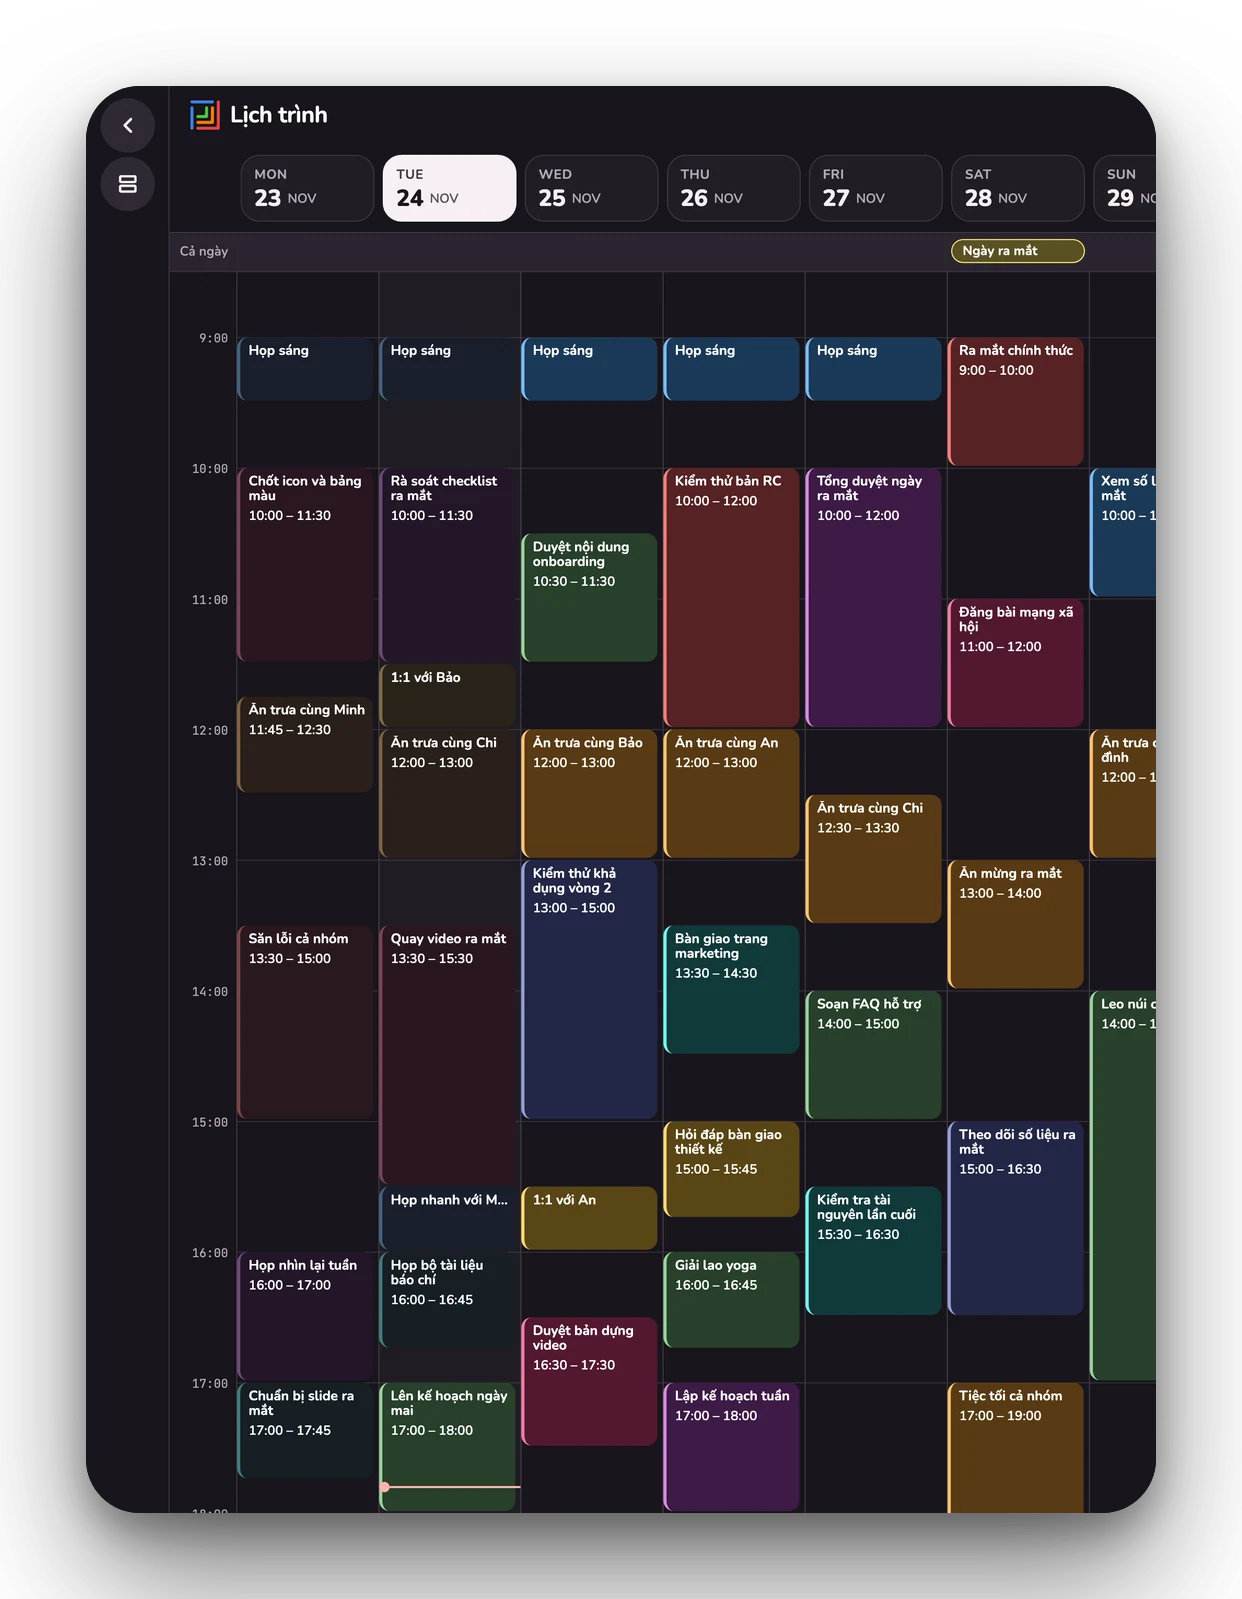 Lịch trình
MON
23 NOV
TUE
24 NOV
WED
25 NOV
THU
26 NOV
FRI
27 NOV
SAT
28 NOV
SUN
29
Cả ngày
Ngày ra mắt
9:00
10:00
11:00
12:00
13:00
14:00
15:00
16:00
17:00
Họp sáng
Chốt icon và bảng
màu
10:00 – 11:30
Ăn trưa cùng Minh
11:45 – 12:30
Săn lỗi cả nhóm
13:30 – 15:00
Họp nhìn lại tuần
16:00 – 17:00
Chuẩn bị slide ra
mắt
17:00 – 17:45
Họp sáng
Rà soát checklist
ra mắt
10:00 – 11:30
1:1 với Bảo
Ăn trưa cùng Chi
12:00 – 13:00
Quay video ra mắt
13:30 – 15:30
Họp nhanh với M...
Họp bộ tài liệu
báo chí
16:00 – 16:45
Lên kế hoạch ngày
mai
17:00 – 18:00
Họp sáng
Duyệt nội dung
onboarding
10:30 – 11:30
Ăn trưa cùng Bảo
12:00 – 13:00
Kiểm thử khả
dụng vòng 2
13:00 – 15:00
1:1 với An
Duyệt bản dựng
video
16:30 – 17:30
Họp sáng
Kiểm thử bản RC
10:00 – 12:00
Ăn trưa cùng An
12:00 – 13:00
Bàn giao trang
marketing
13:30 – 14:30
Hỏi đáp bàn giao
thiết kế
15:00 – 15:45
Giải lao yoga
16:00 – 16:45
Lập kế hoạch tuần
17:00 – 18:00
Họp sáng
Tổng duyệt ngày
ra mắt
10:00 – 12:00
Ăn trưa cùng Chi
12:30 – 13:30
Soạn FAQ hỗ trợ
14:00 – 15:00
Kiểm tra tài
nguyên lần cuối
15:30 – 16:30
Ra mắt chính thức
9:00 – 10:00
Đăng bài mạng xã
hội
11:00 – 12:00
Ăn mừng ra mắt
13:00 – 14:00
Theo dõi số liệu ra
mắt
15:00 – 16:30
Tiệc tối cả nhóm
17:00 – 19:00
Xem số
mắt
10:00 –
Ăn trưa
đình
12:00 –
Leo núi
14:00 –